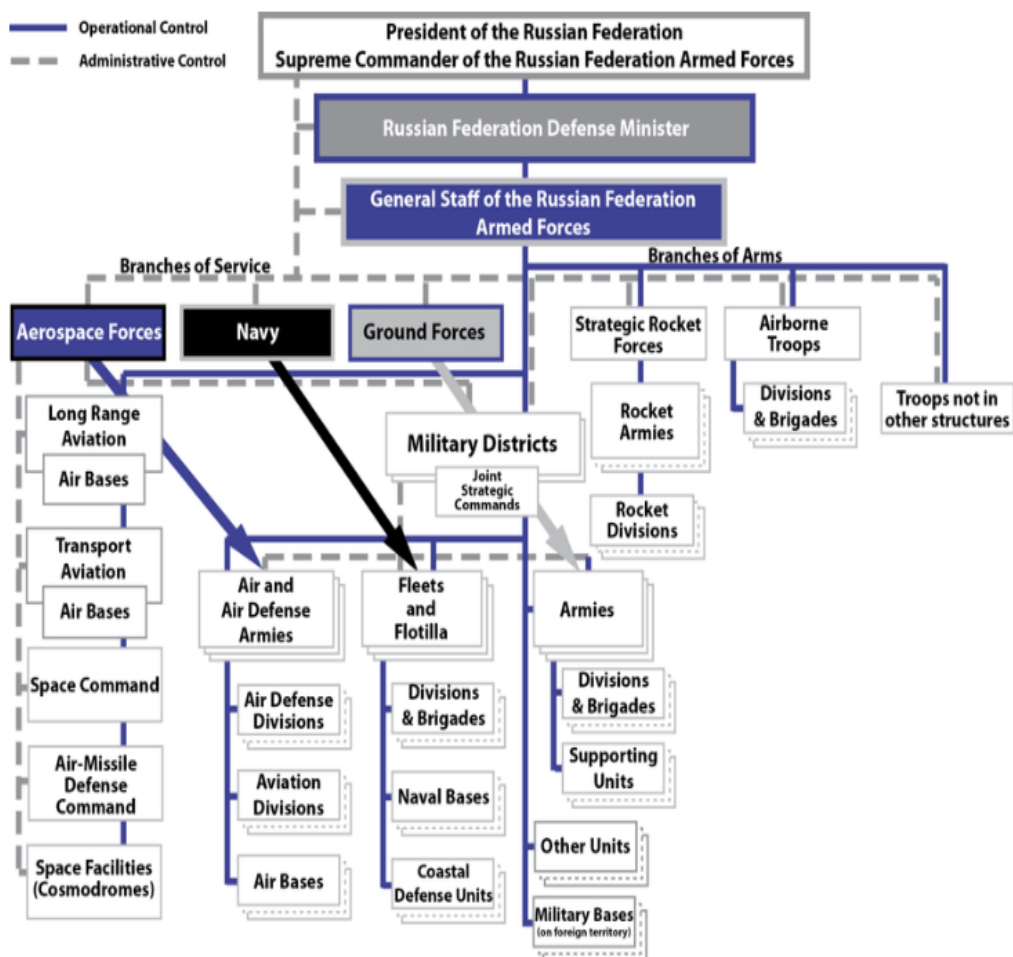 Operational Control
Administrative Control
President of the Russian Federation
Supreme Commander of the Russian Federation Armed Forces
Russian Federation Defense Minister
General Staff of the Russian Federation
Armed Forces
Branches of Service
Branches of Arms
Aerospace Forces
Navy
Ground Forces
Strategic Rocket
Forces
Airborne
Troops
Long Range
Aviation
Air Bases
Military Districts
Joint
Strategic
Commands
Rocket
Armies
Divisions
& Brigades
Troops not in
other structures
Rocket
Divisions
Transport
Aviation
Air Bases
Air and
Air Defense
Armies
Fleets
and
Flotilla
Armies
Space Command
Air Defense
Divisions
Divisions
& Brigades
Divisions
& Brigades
Air-Missile
Defense
Command
Aviation
Divisions
Naval Bases
Supporting
Units
Space Facilities
(Cosmodromes)
Air Bases
Coastal
Defense Units
Other Units
Military Bases
(on foreign territory)